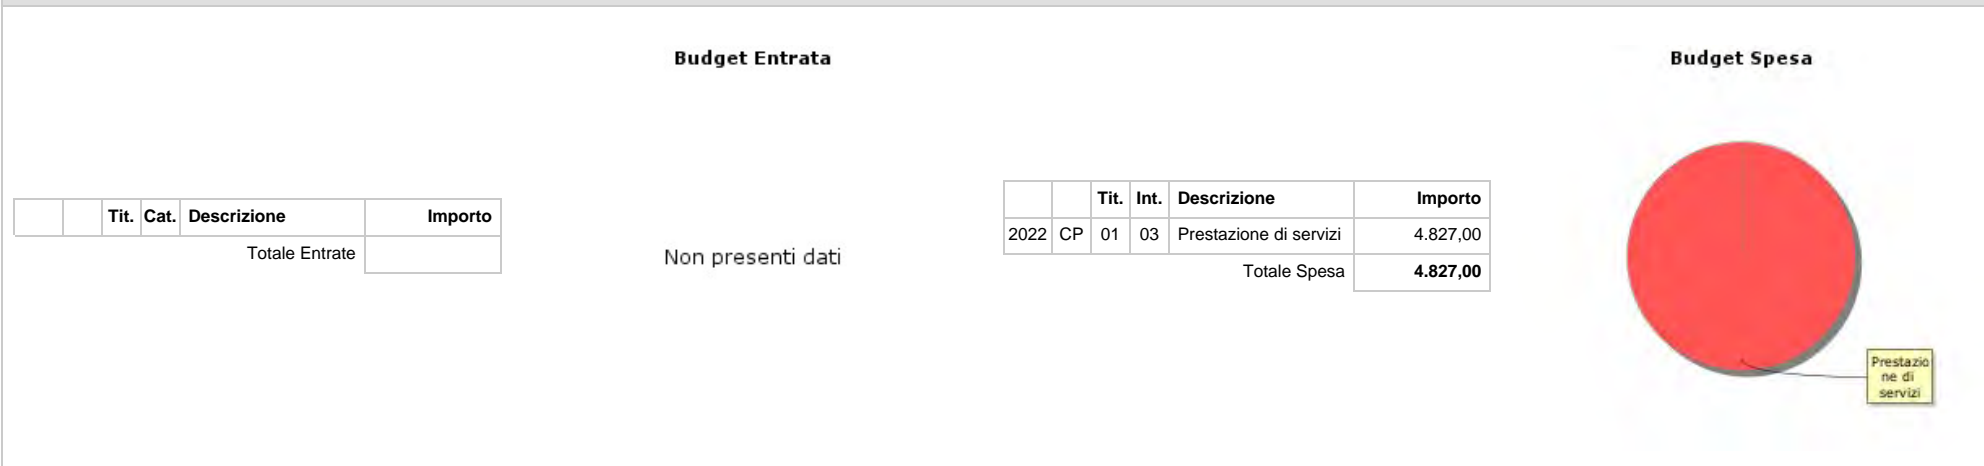 Budget Entrata
Tit. Cat. Descrizione Importo
Totale Entrate
Non presenti dati
Tit. Int. Descrizione Importo
2022 CP 01 03 Prestazione di servizi 4.827,00
Totale Spesa 4.827,00
Budget Spesa
Prestazio
ne di
servizi